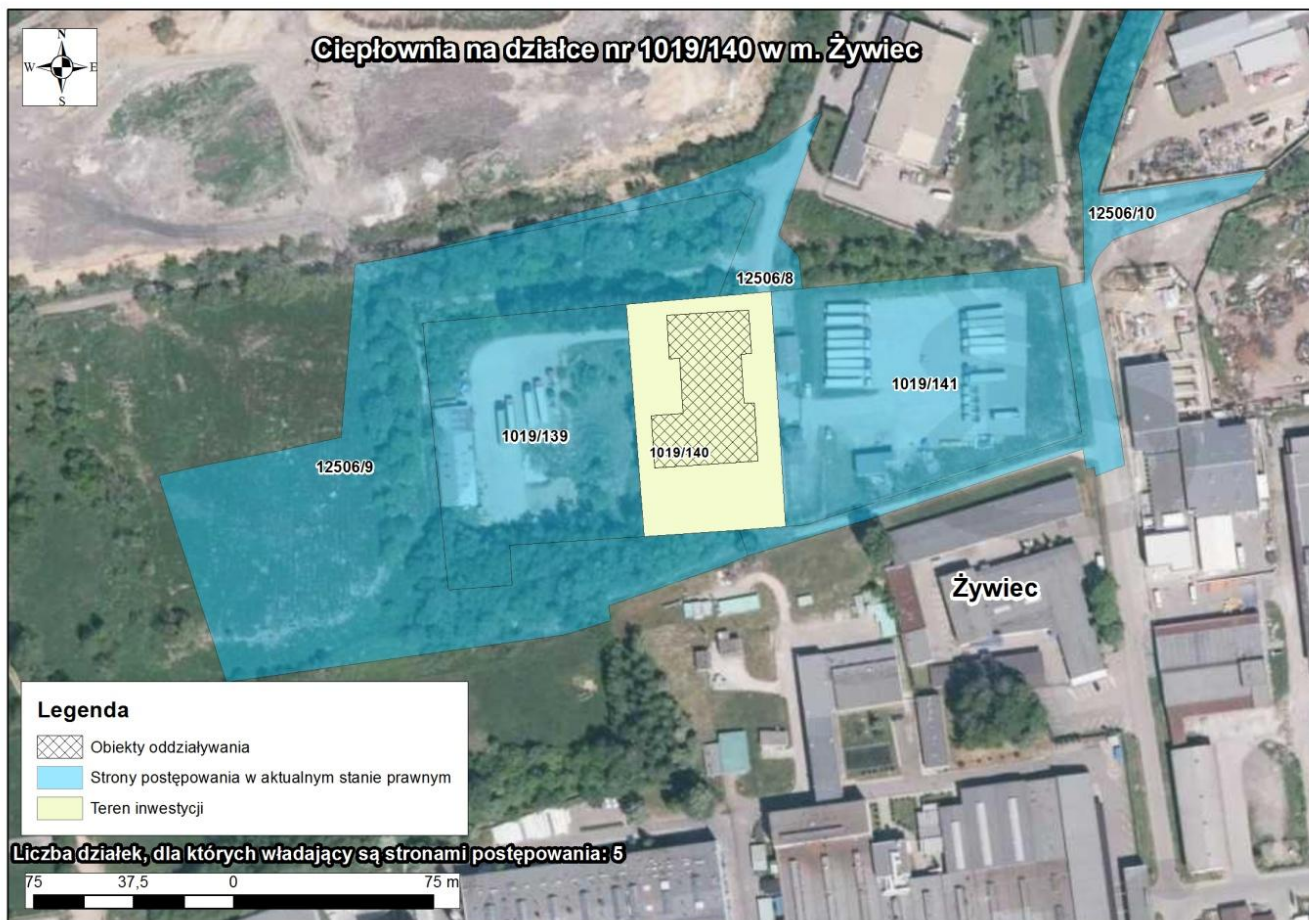 Ciepłownia na działce nr 1019/140 w m. Żywiec
N
W E
S
12506/10
12506/8
1019/141
1019/139
1019/140
12506/9
Żywiec
Legenda
Obiekty oddziaływania
Strony postępowania w aktualnym stanie prawnym
Teren inwestycji
Liczba działek, dla których władający są stronami postępowania: 5
75 37,5 0 75 m